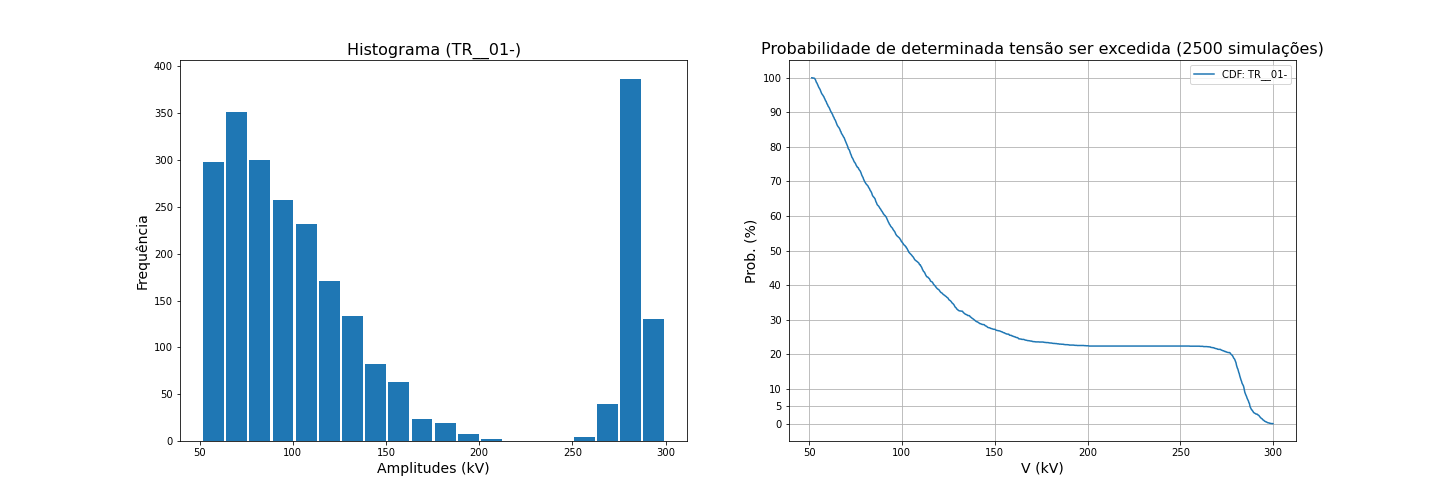 Histograma (TR__01-)
400
350
300
250
200
150
100
50
0
Frequência
50 100 150 200 250 300
Amplitudes (kV)
Probabilidade de determinada tensão ser excedida (2500 simulações)
CDF: TR__01-
100
90
80
70
60
50
40
30
20
10
5
0
Prob. (%)
50 100 150 200 250 300
V (kV)